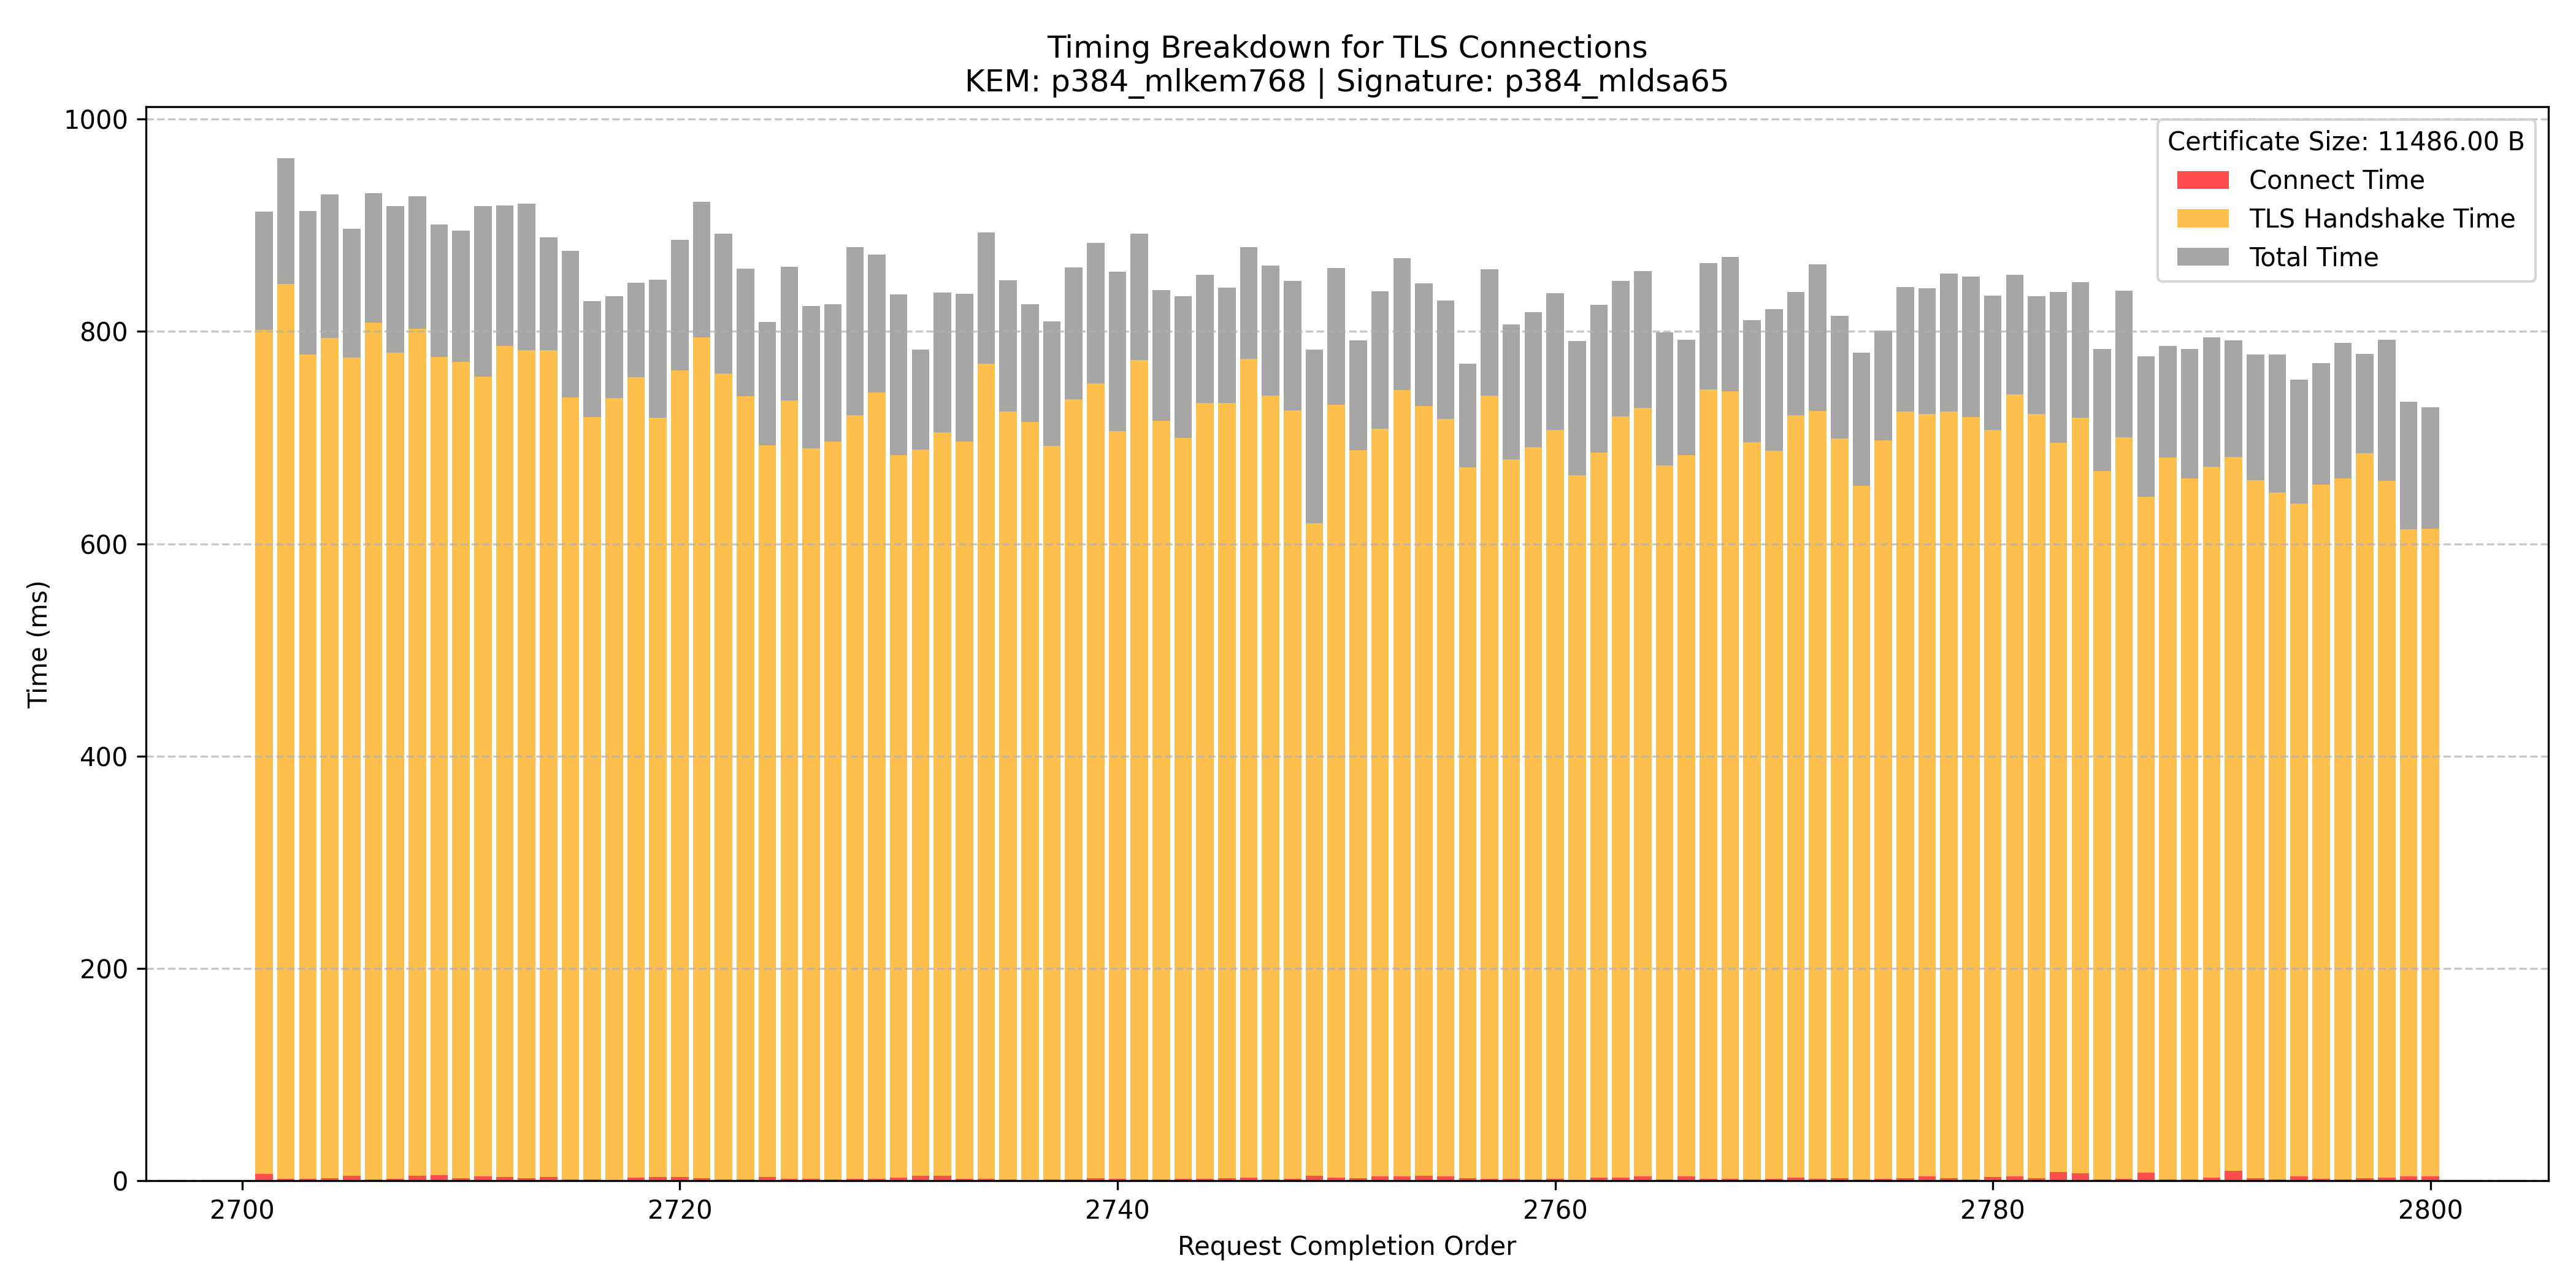 Timing Breakdown for TLS Connections
KEM: p384_mlkem768 | Signature: p384_mldsa65
Certificate Size: 11486.00 B
Connect Time
TLS Handshake Time
Total Time
Time (ms)
1000
800
600
400
200
0
2700
2720
2740
2760
2780
2800
Request Completion Order